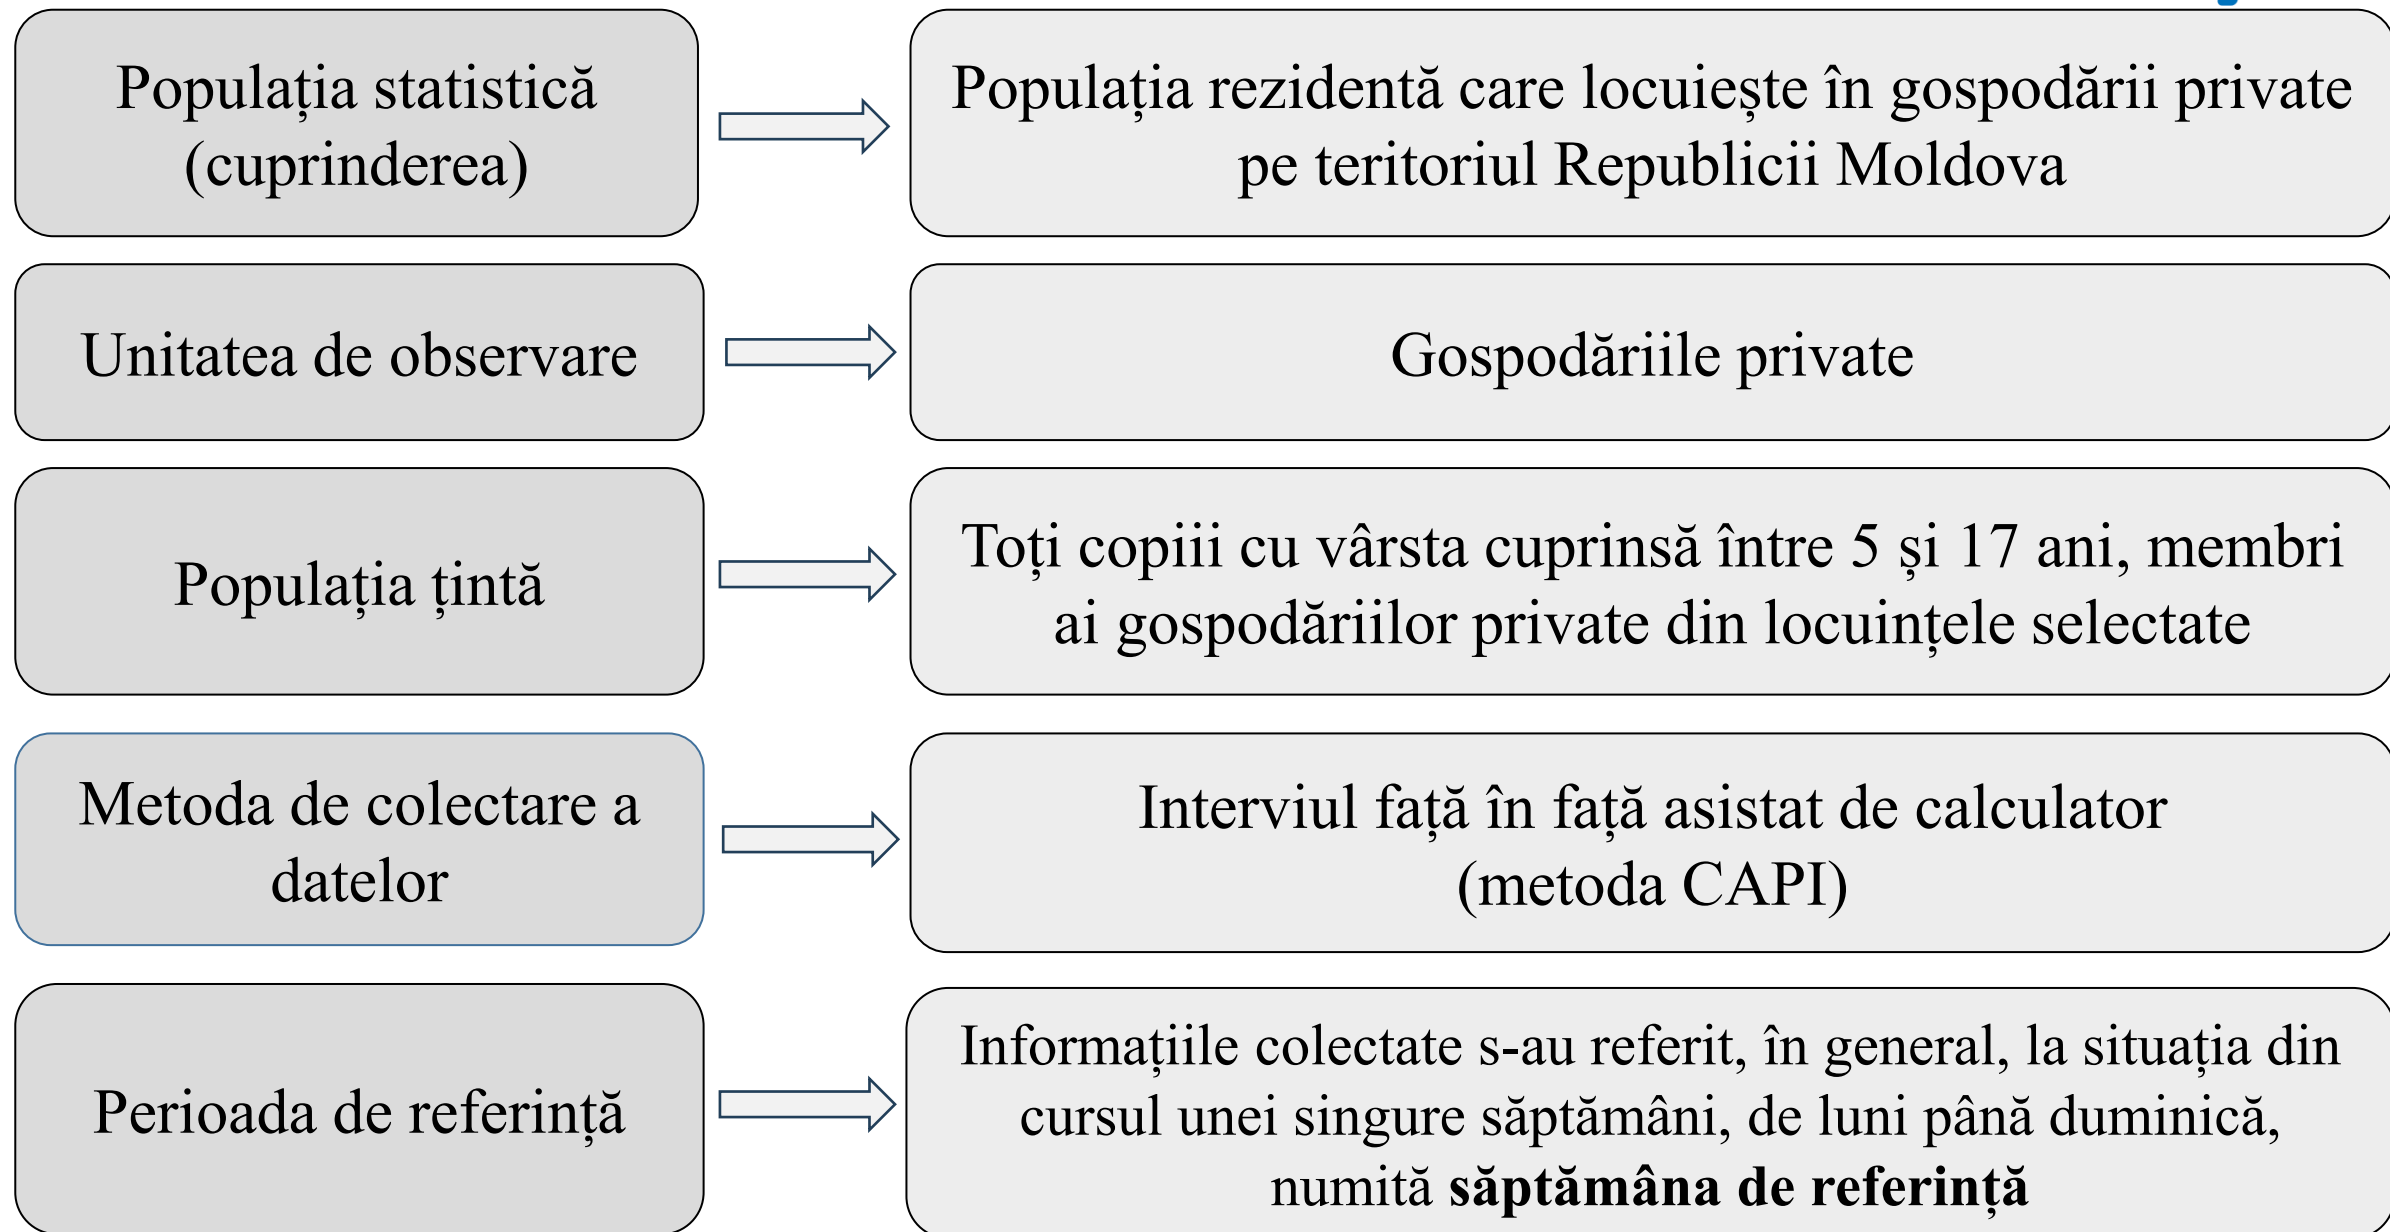 Populația statistică
(cuprinderea)
Populația rezidentă care locuiește în gospodării private
pe teritoriul Republicii Moldova
Unitatea de observare
Gospodăriile private
Populația țintă
Toți copiii cu vârsta cuprinsă între 5 și 17 ani, membri
ai gospodăriilor private din locuințele selectate
Metoda de colectare a
datelor
Interviul față în față asistat de calculator
(metoda CAPI)
Perioada de referință
Informațiile colectate s-au referit, în general, la situația din
cursul unei singure săptămâni, de luni până duminică,
numită săptămâna de referință